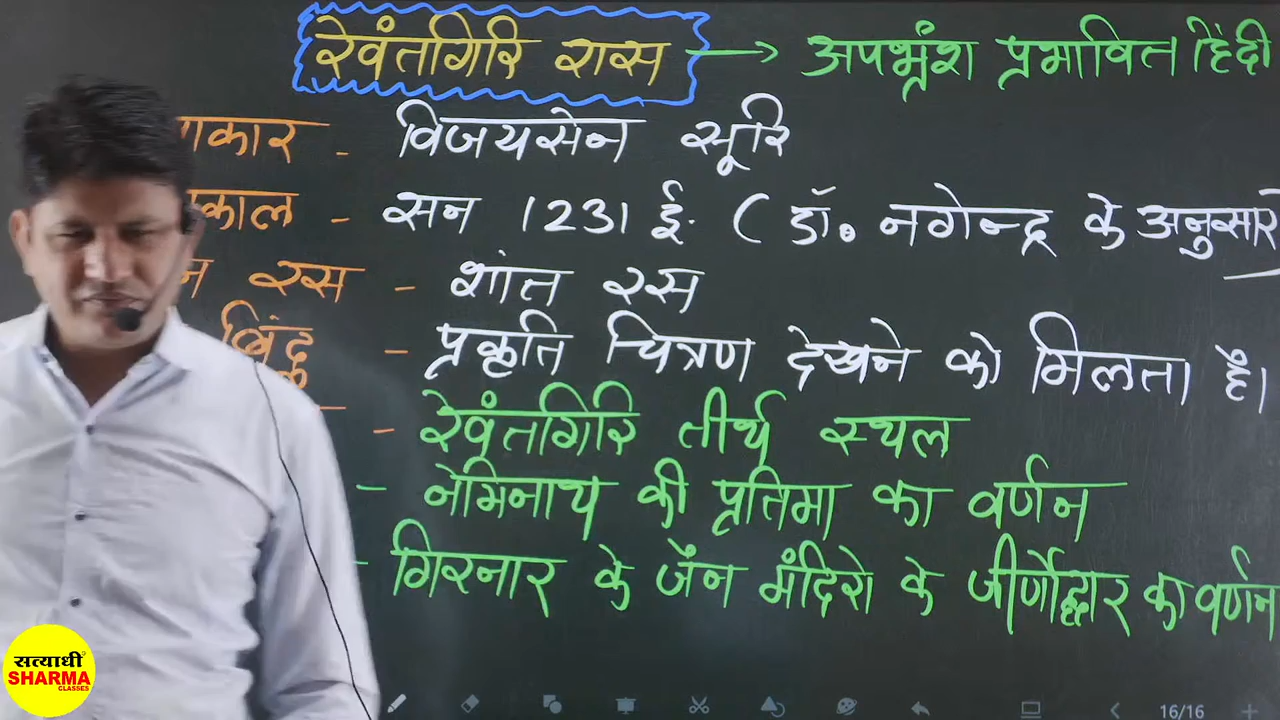 रेवंतगिरि रास → अपभ्रंश प्रभावित हिंदी
कार - विजयसेन सूरि
काल - सन 1231 ई. ( डॉ. नगेन्द्र के अनुसार
रस - शांत रस
बिंदु - प्रकृति चित्रण देखने को मिलता है।
- रेवंतगिरि तीर्थ स्थल
- नेमिनाथ की प्रतिमा का वर्णन
- गिरनार के जैन मंदिरो के जीर्णोद्धार का वर्णन
सत्याधी
SHARMA
CLASSES
16/16